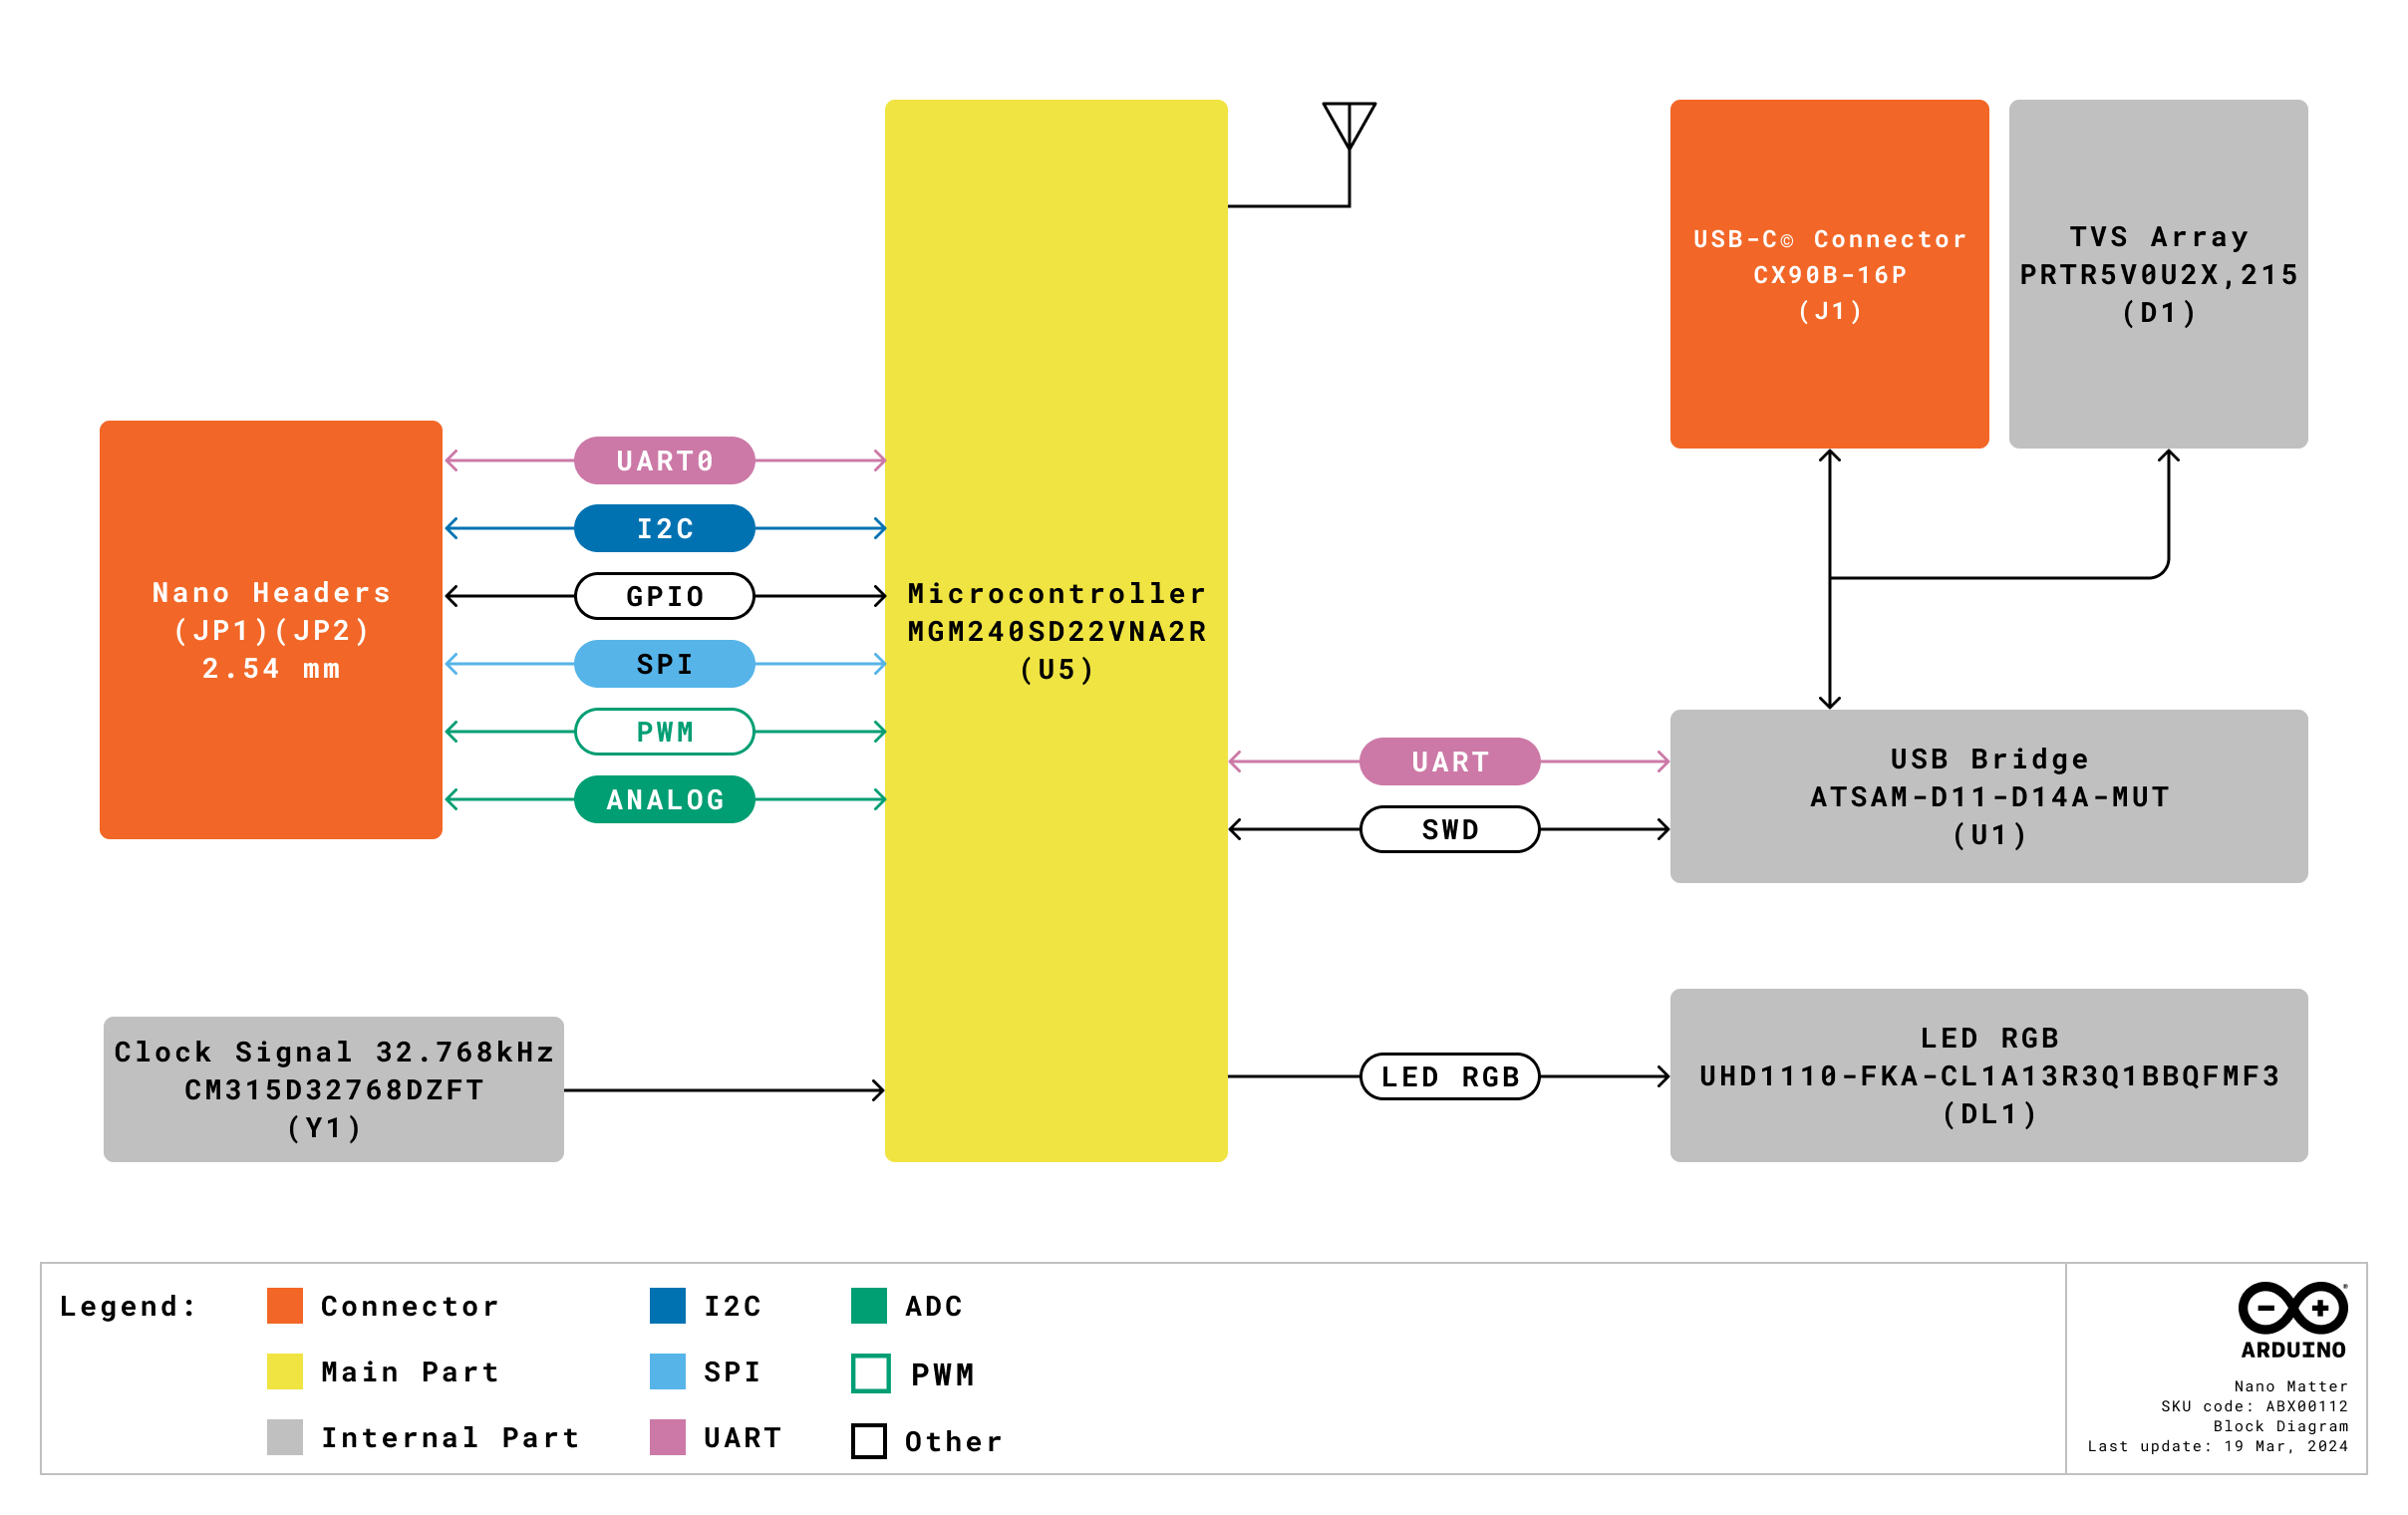 USB-C© Connector
CX90B-16P
(J1)
TVS Array
PRTR5V0U2X,215
(D1)
Nano Headers
(JP1)(JP2)
2.54 mm
UART0
I2C
GPIO
SPI
PWM
ANALOG
Microcontroller
MGM240SD22VNA2R
(U5)
UART
SWD
USB Bridge
ATSAM-D11-D14A-MUT
(U1)
Clock Signal 32.768kHz
CM315D32768DZFT
(Y1)
LED RGB
LED RGB
UHD1110-FKA-CL1A13R3Q1BBQFMF3
(DL1)
Legend:
Connector
Main Part
Internal Part
I2C
SPI
UART
ADC
PWM
Other
ARDUINO
Nano Matter
SKU code: ABX00112
Block Diagram
Last update: 19 Mar, 2024